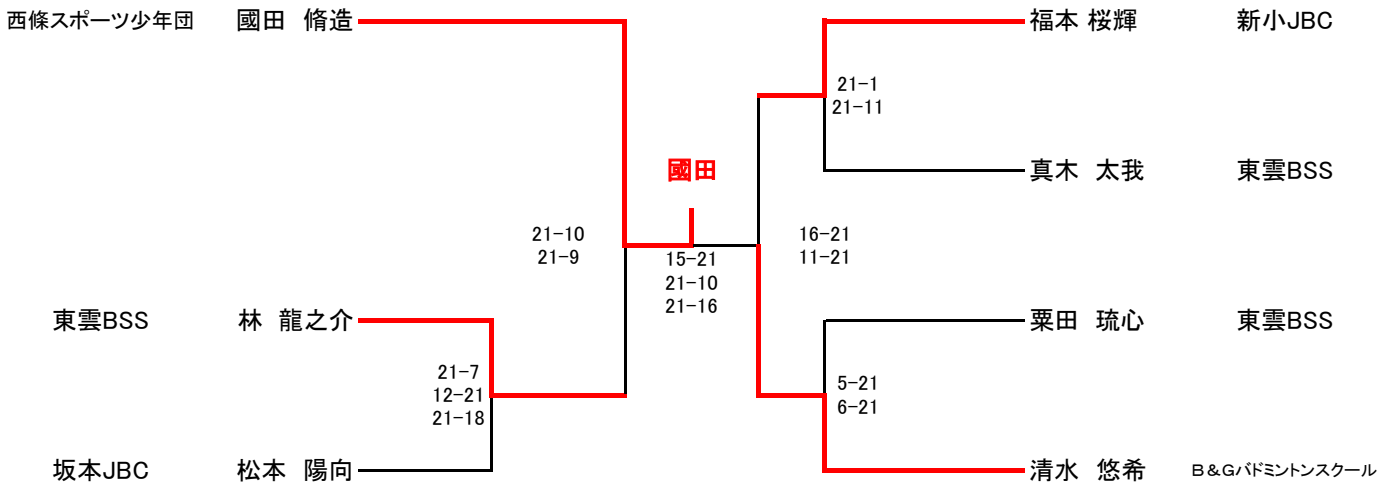 西條スポーツ少年団 國田 脩造
福本 桜輝 新小JBC
21-1
21-11
國田
真木 太我 東雲BSS
21-10
21-9
15-21
21-10
21-16
16-21
11-21
東雲BSS 林 龍之介
粟田 琉心 東雲BSS
21-7
12-21
21-18
5-21
6-21
坂本JBC 松本 陽向
清水 悠希 B&Gバドミントンスクール